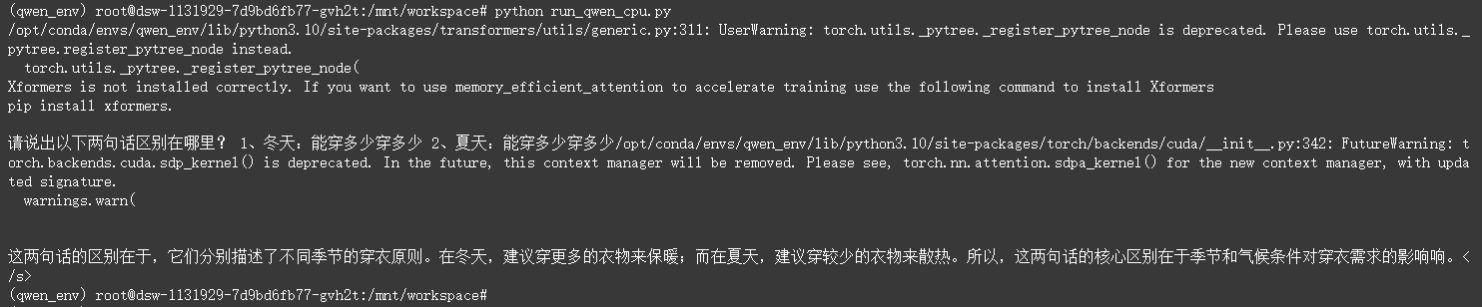 (qwen_env) root@dsw-1131929-7d9bd6fb77-gvh2t:/mnt/workspace# python run_qwen_cpu.py
/opt/conda/envs/qwen_env/lib/python3.10/site-packages/transformers/utils/generic.py:311: UserWarning: torch.utils._pytree._register_pytree_node is deprecated. Please use torch.utils._
pytree.register_pytree_node instead.
  torch.utils._pytree._register_pytree_node(
Xformers is not installed correctly. If you want to use memory_efficient_attention to accelerate training use the following command to install Xformers
pip install xformers.
请说出以下两句话区别在哪里? 1、冬天:能穿多少穿多少 2、夏天:能穿多少穿多少/opt/conda/envs/qwen_env/lib/python3.10/site-packages/torch/backends/cuda/__init__.py:342: FutureWarning: t
orch.backends.cuda.sdp_kernel() is deprecated. In the future, this context manager will be removed. Please see, torch.nn.attention.sdpa_kernel() for the new context manager, with upda
ted signature.
  warnings.warn(
这两句话的区别在于,它们分别描述了不同季节的穿衣原则。在冬天,建议穿更多的衣物来保暖;而在夏天,建议穿较少的衣物来散热。所以,这两句话的核心区别在于季节和气候条件对穿衣需求的影响响。<
/s>
(qwen_env) root@dsw-1131929-7d9bd6fb77-gvh2t:/mnt/workspace#